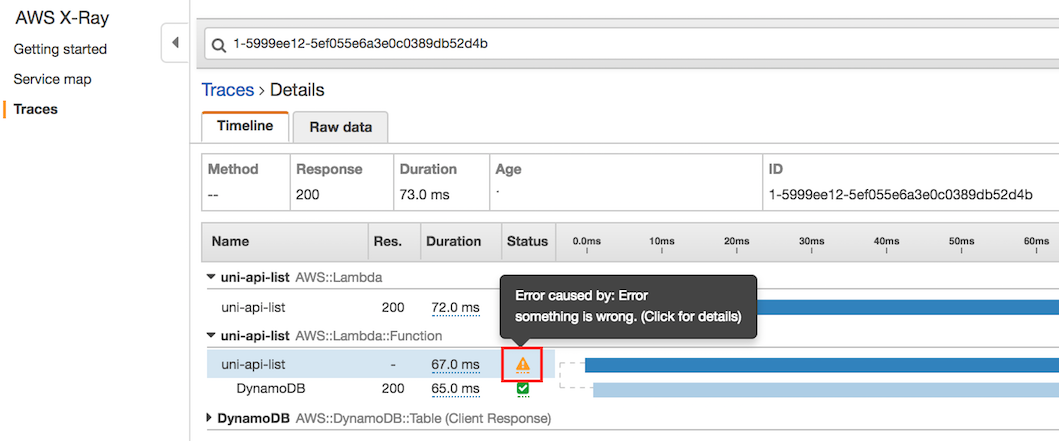 AWS X-Ray
Getting started
Service map
Traces
1-5999ee12-5ef055e6a3e0c0389db52d4b
Traces > Details
Timeline Raw data
Method Response Duration Age ID
-- 200 73.0 ms . 1-5999ee12-5ef055e6a3e0c0389db52d4b
Name Res. Duration Status 0.0ms 10ms 20ms 30ms 40ms 50ms 60ms
uni-api-list AWS::Lambda
Error caused by: Error
something is wrong. (Click for details)
uni-api-list 200 72.0 ms
uni-api-list AWS::Lambda::Function
uni-api-list - 67.0 ms
DynamoDB 200 65.0 ms
DynamoDB AWS::DynamoDB::Table (Client Response)